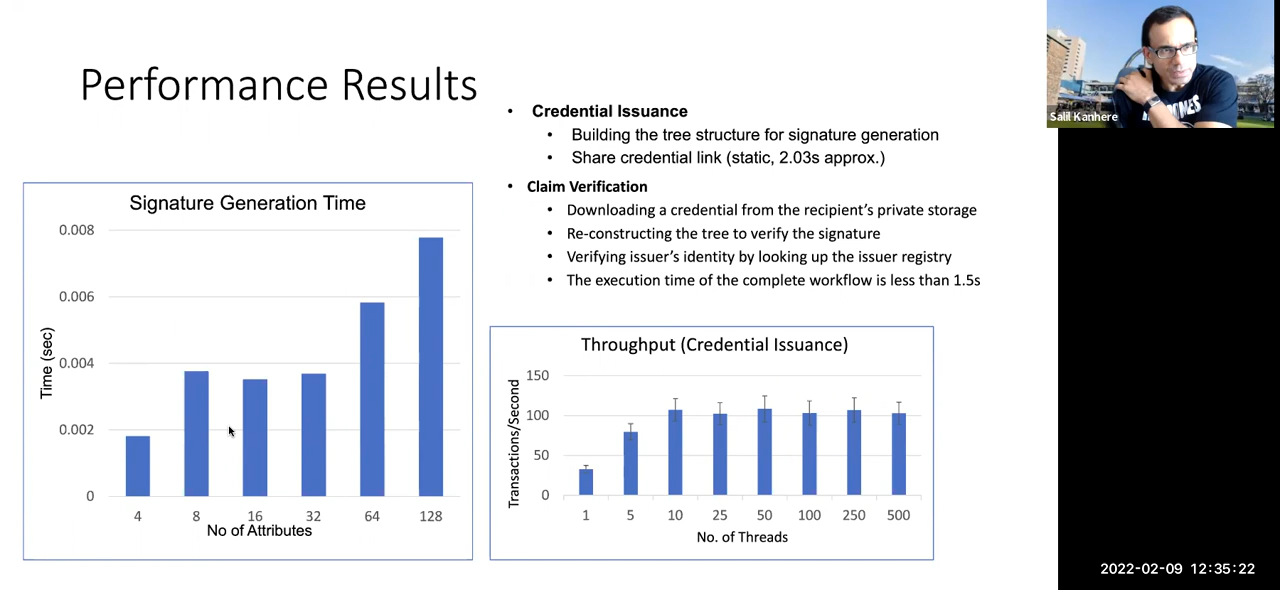 Performance Results
• Credential Issuance
• Building the tree structure for signature generation
• Share credential link (static, 2.03s approx.)
• Claim Verification
• Downloading a credential from the recipient's private storage
• Re-constructing the tree to verify the signature
• Verifying issuer's identity by looking up the issuer registry
• The execution time of the complete workflow is less than 1.5s
Signature Generation Time
0.008
0.006
0.004
0.002
0
Time (sec)
4 8 16 32 64 128
No of Attributes
Throughput (Credential Issuance)
150
100
50
0
Transactions/Second
1 5 10 25 50 100 250 500
No. of Threads
Salil Kanhere
2022-02-09 12:35:22